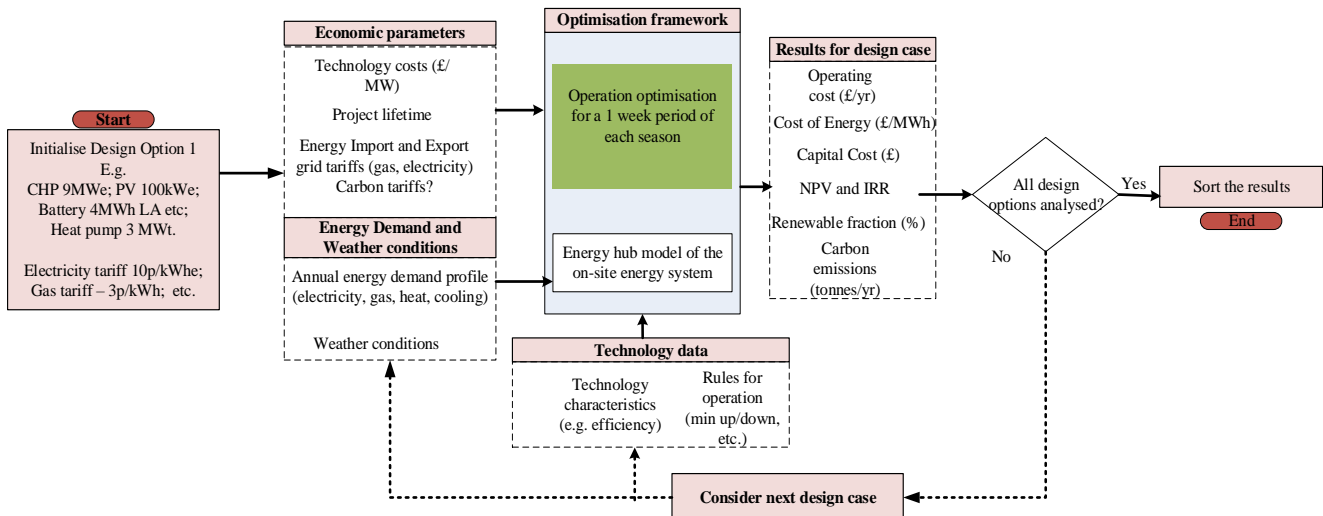 Start
Initialise Design Option 1
E.g.
CHP 9MWe; PV 100kWe;
Battery 4MWh LA etc;
Heat pump 3 MWt.
Electricity tariff 10p/kWhe;
Gas tariff – 3p/kWh; etc.
Economic parameters
Technology costs (£/
MW)
Project lifetime
Energy Import and Export
grid tariffs (gas, electricity)
Carbon tariffs?
Energy Demand and
Weather conditions
Annual energy demand profile
(electricity, gas, heat, cooling)
Weather conditions
Optimisation framework
Operation optimisation
for a 1 week period of
each season
Energy hub model of the
on-site energy system
Technology data
Technology
characteristics
(e.g. efficiency)
Rules for
operation
(min up/down,
etc.)
Results for design case
Operating
cost (£/yr)
Cost of Energy (£/MWh)
Capital Cost (£)
NPV and IRR
Renewable fraction (%)
Carbon
emissions
(tonnes/yr)
All design
options analysed?
Yes
No
Sort the results
End
Consider next design case